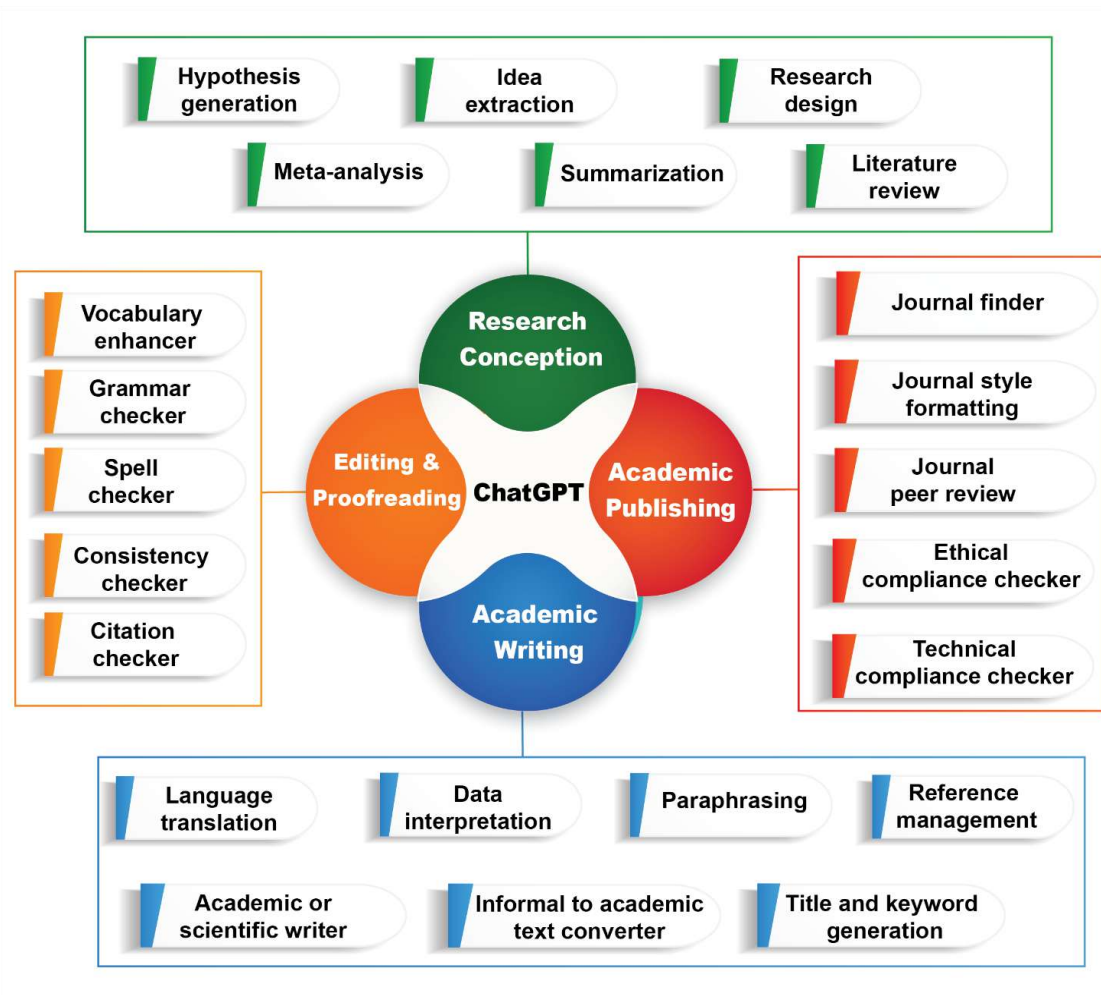 Hypothesis
generation
Idea
extraction
Research
design
Meta-analysis
Summarization
Literature
review
Research
Conception
Vocabulary
enhancer
Grammar
checker
Spell
checker
Consistency
checker
Citation
checker
Editing &
Proofreading
ChatGPT
Academic
Publishing
Journal finder
Journal style
formatting
Journal
peer review
Ethical
compliance checker
Technical
compliance checker
Academic
Writing
Language
translation
Data
interpretation
Paraphrasing
Reference
management
Academic or
scientific writer
Informal to academic
text converter
Title and keyword
generation